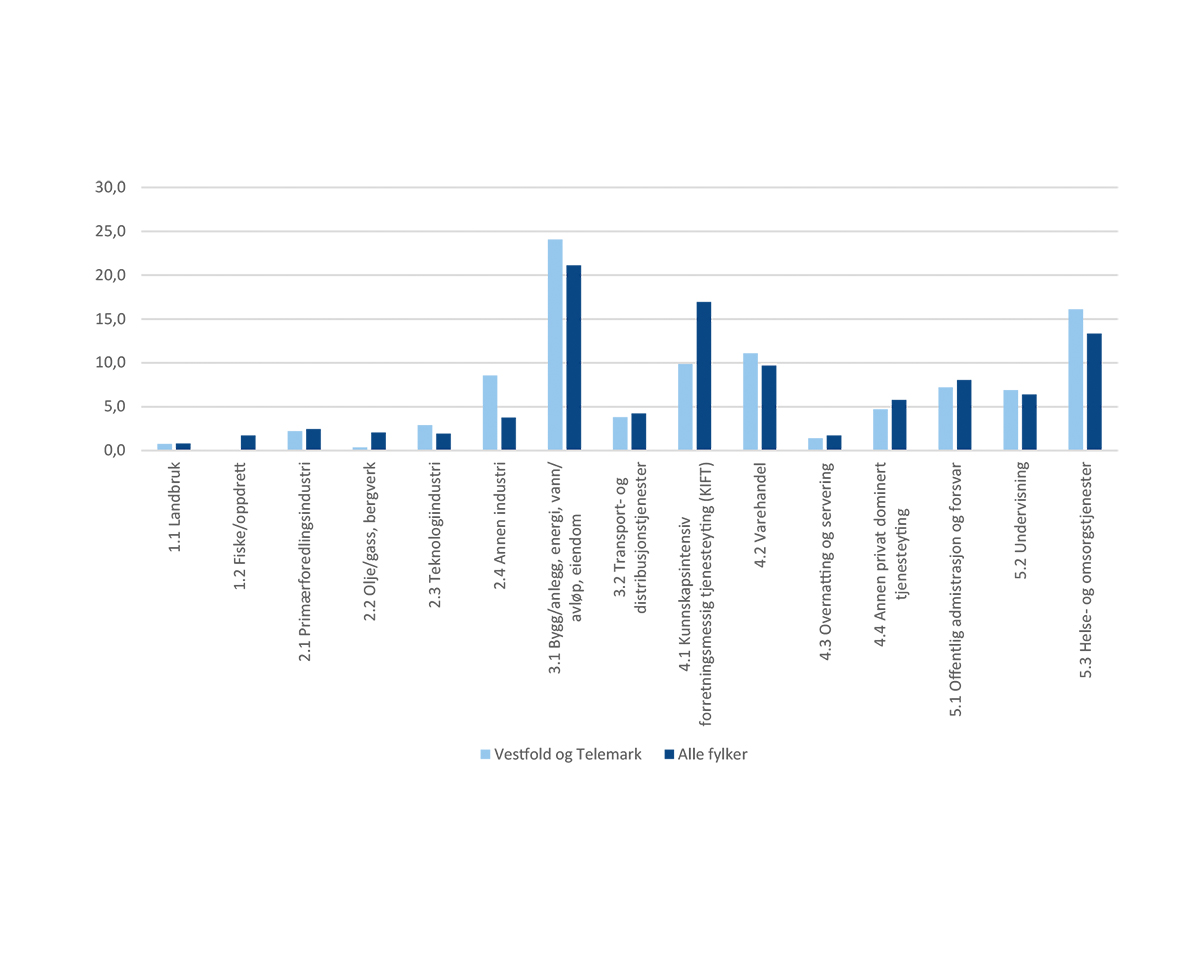 30,0
25,0
20,0
15,0
10,0
5,0
0,0
1.1 Landbruk
1.2 Fiske/oppdrett
2.1 Primærforedlingsindustri
2.2 Olje/gass, bergverk
2.3 Teknologiindustri
2.4 Annen industri
3.1 Bygg/anlegg, energi, vann/
avløp, eiendom
3.2 Transport- og
distribusjonstjenester
4.1 Kunnskapsintensiv
forretningsmessig tjenesteyting (KIFT)
4.2 Varehandel
4.3 Overnatting og servering
4.4 Annen privat dominert
tjenesteyting
5.1 Offentlig admistrasjon og forsvar
5.2 Undervisning
5.3 Helse- og omsorgstjenester
Vestfold og Telemark
Alle fylker